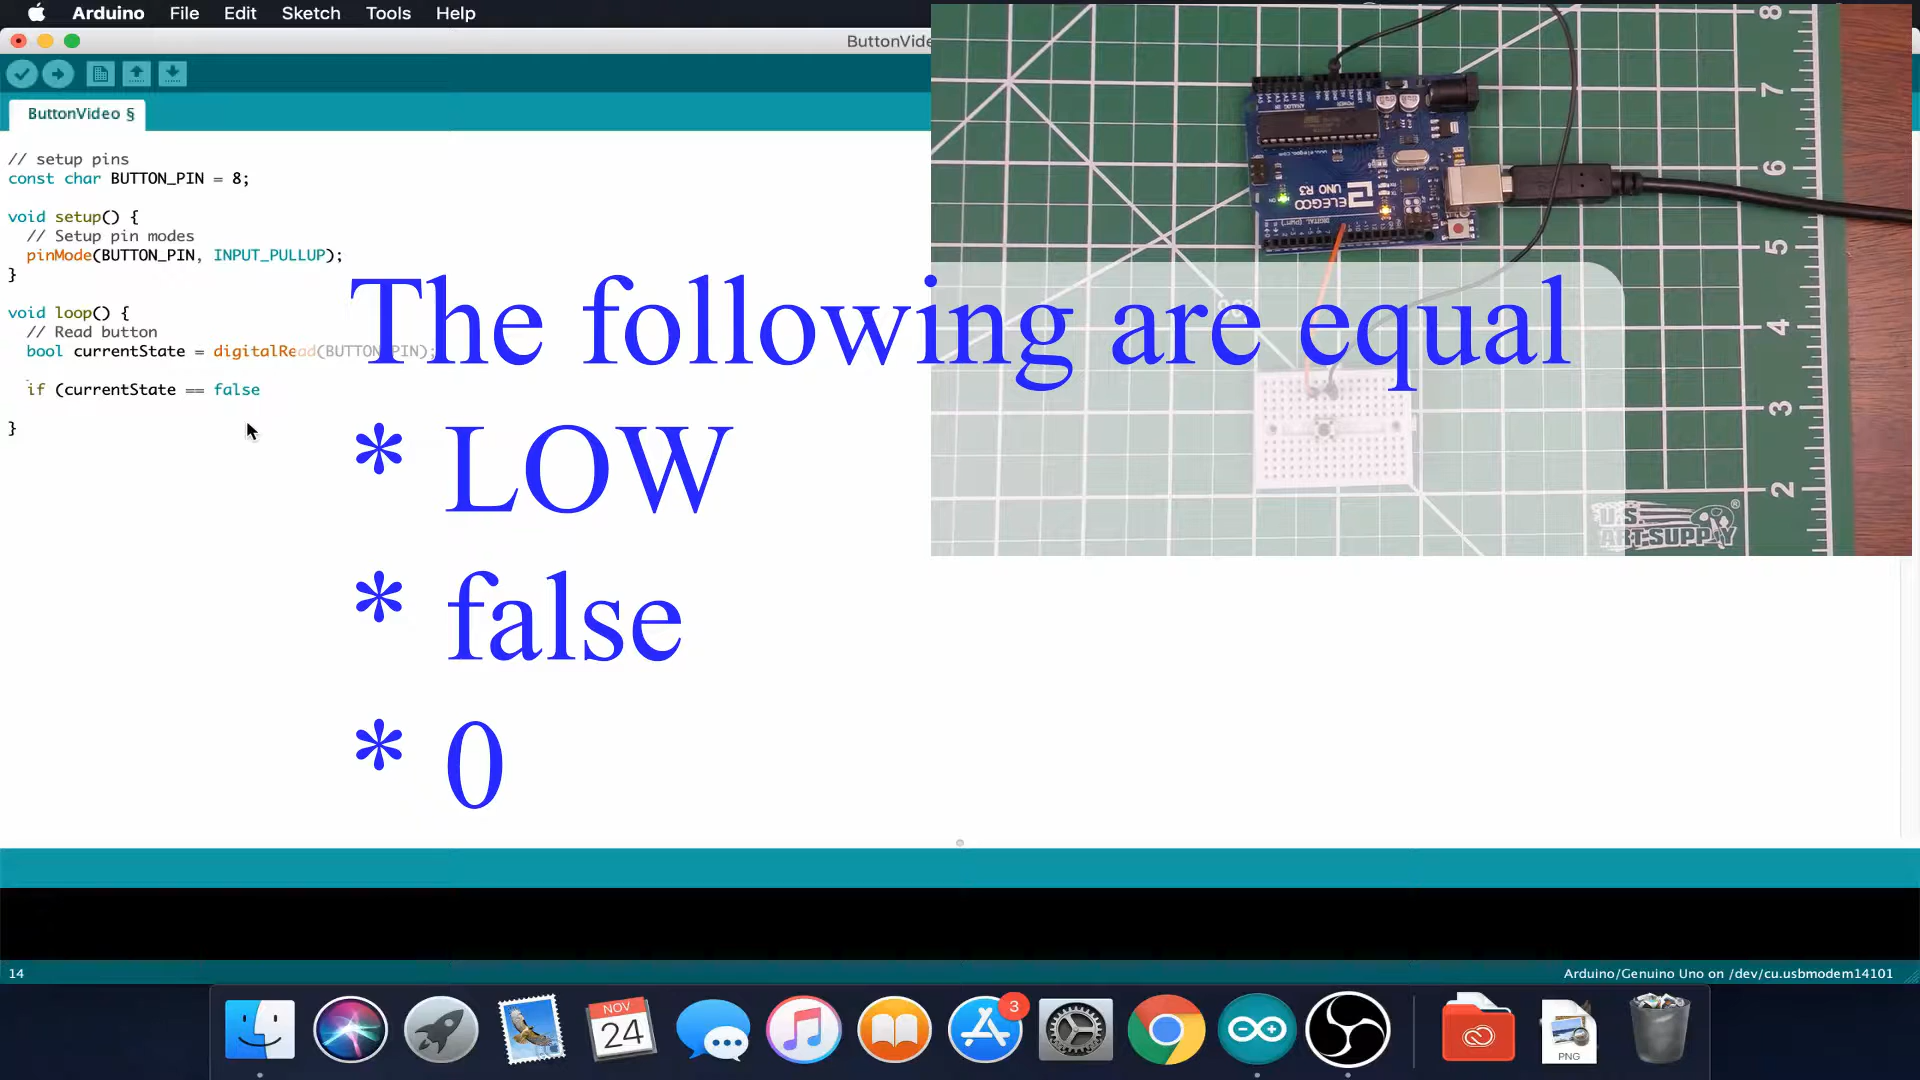 Arduino File Edit Sketch Tools Help
ButtonVide
ButtonVideo §
// setup pins
const char BUTTON_PIN = 8;
void setup() {
// Setup pin modes
pinMode(BUTTON_PIN, INPUT_PULLUP);
}
void loop() {
// Read button
bool currentState = digitalRead(BUTTON_PIN);
if (currentState == false
}
The following are equal
* LOW
* false
* 0
8
7
6
5
4
3
2
UNO R3
ELEGOO
U.S.
ART SUPPLY
14
Arduino/Genuino Uno on /dev/cu.usbmodem14101
NOV
24
3
PNG